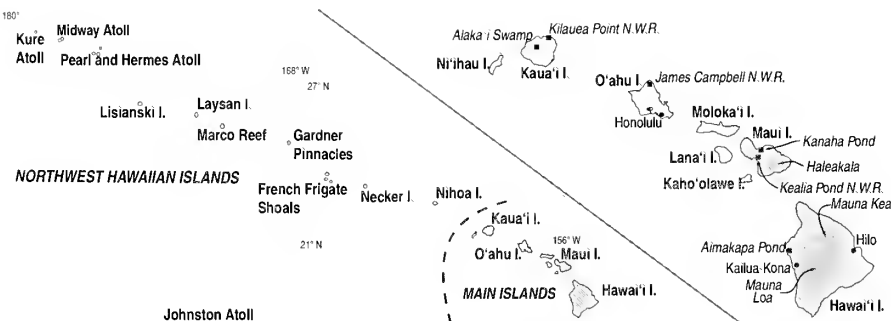 180°
Kure
Atoll
Midway Atoll
Pearl and Hermes Atoll
168° W
27° N
Lisianski I.
Laysan I.
Marco Reef
Gardner
Pinnacles
NORTHWEST HAWAIIAN ISLANDS
French Frigate
Shoals
Necker I.
Nihoa I.
21° N
Kaua‘i I.
O‘ahu I.
156° W
Maui I.
MAIN ISLANDS
Hawai‘i I.
Johnston Atoll
Alaka‘i Swamp
Kilauea Point N.W.R.
Ni‘ihau I.
Kaua‘i I.
O‘ahu I.
James Campbell N.W.R.
Honolulu
Moloka‘i I.
Maui I.
Kanaha Pond
Lana‘i I.
Haleakala
Kaho‘olawe I.
Kealia Pond N.W.R.
Mauna Kea
Aimakapa Pond
Hilo
Kailua-Kona
Mauna
Loa
Hawai‘i I.